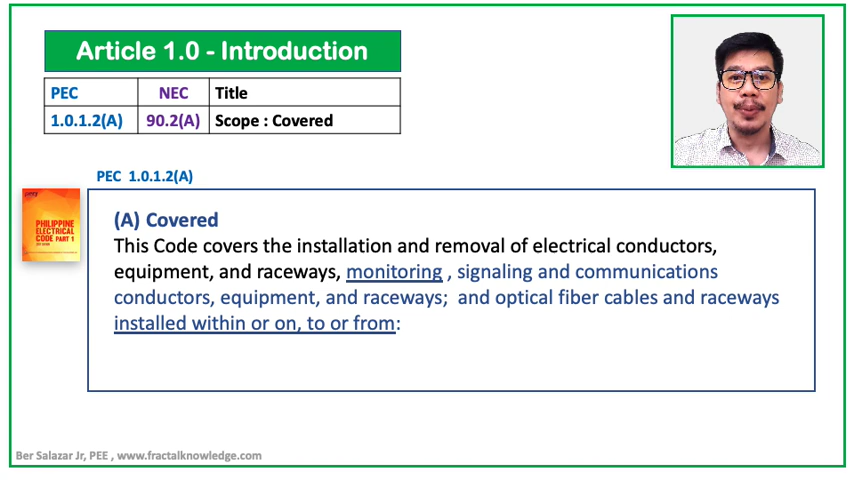 Article 1.0 - Introduction
PEC NEC Title
1.0.1.2(A) 90.2(A) Scope : Covered
PEC 1.0.1.2(A)
PHILIPPINE
ELECTRICAL
CODE PART 1
(A) Covered
This Code covers the installation and removal of electrical conductors,
equipment, and raceways, monitoring , signaling and communications
conductors, equipment, and raceways; and optical fiber cables and raceways
installed within or on, to or from:
Ber Salazar Jr, PEE , www.fractalknowledge.com